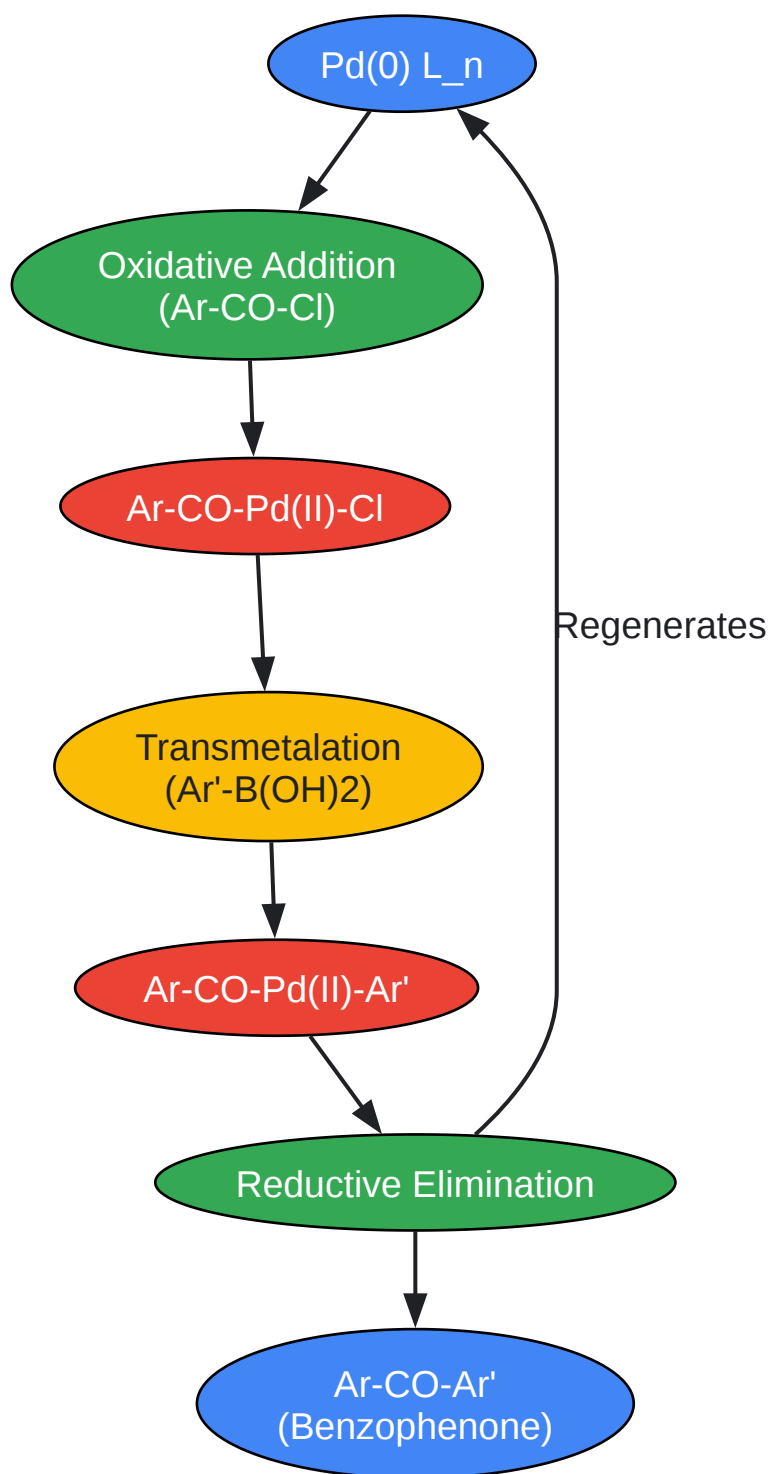 Pd(0) L_n
Oxidative Addition
(Ar-CO-Cl)
Ar-CO-Pd(II)-Cl
Regenerates
Transmetalation
(Ar'-B(OH)2)
Ar-CO-Pd(II)-Ar'
Reductive Elimination
Ar-CO-Ar'
(Benzophenone)